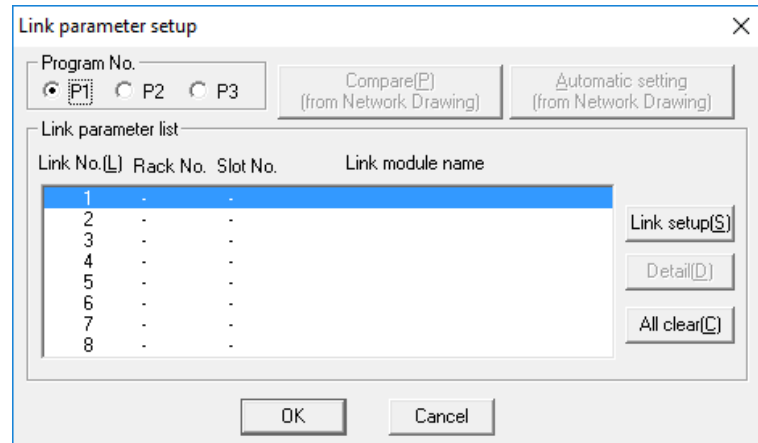 Link parameter setup
Program No.
P1 P2 P3
Compare(P)
(from Network Drawing)
Automatic setting
(from Network Drawing)
Link parameter list
Link No.(L) Rack No. Slot No. Link module name
1 - -
2 - -
3 - -
4 - -
5 - -
6 - -
7 - -
8 - -
Link setup(S)
Detail(D)
All clear(C)
OK Cancel